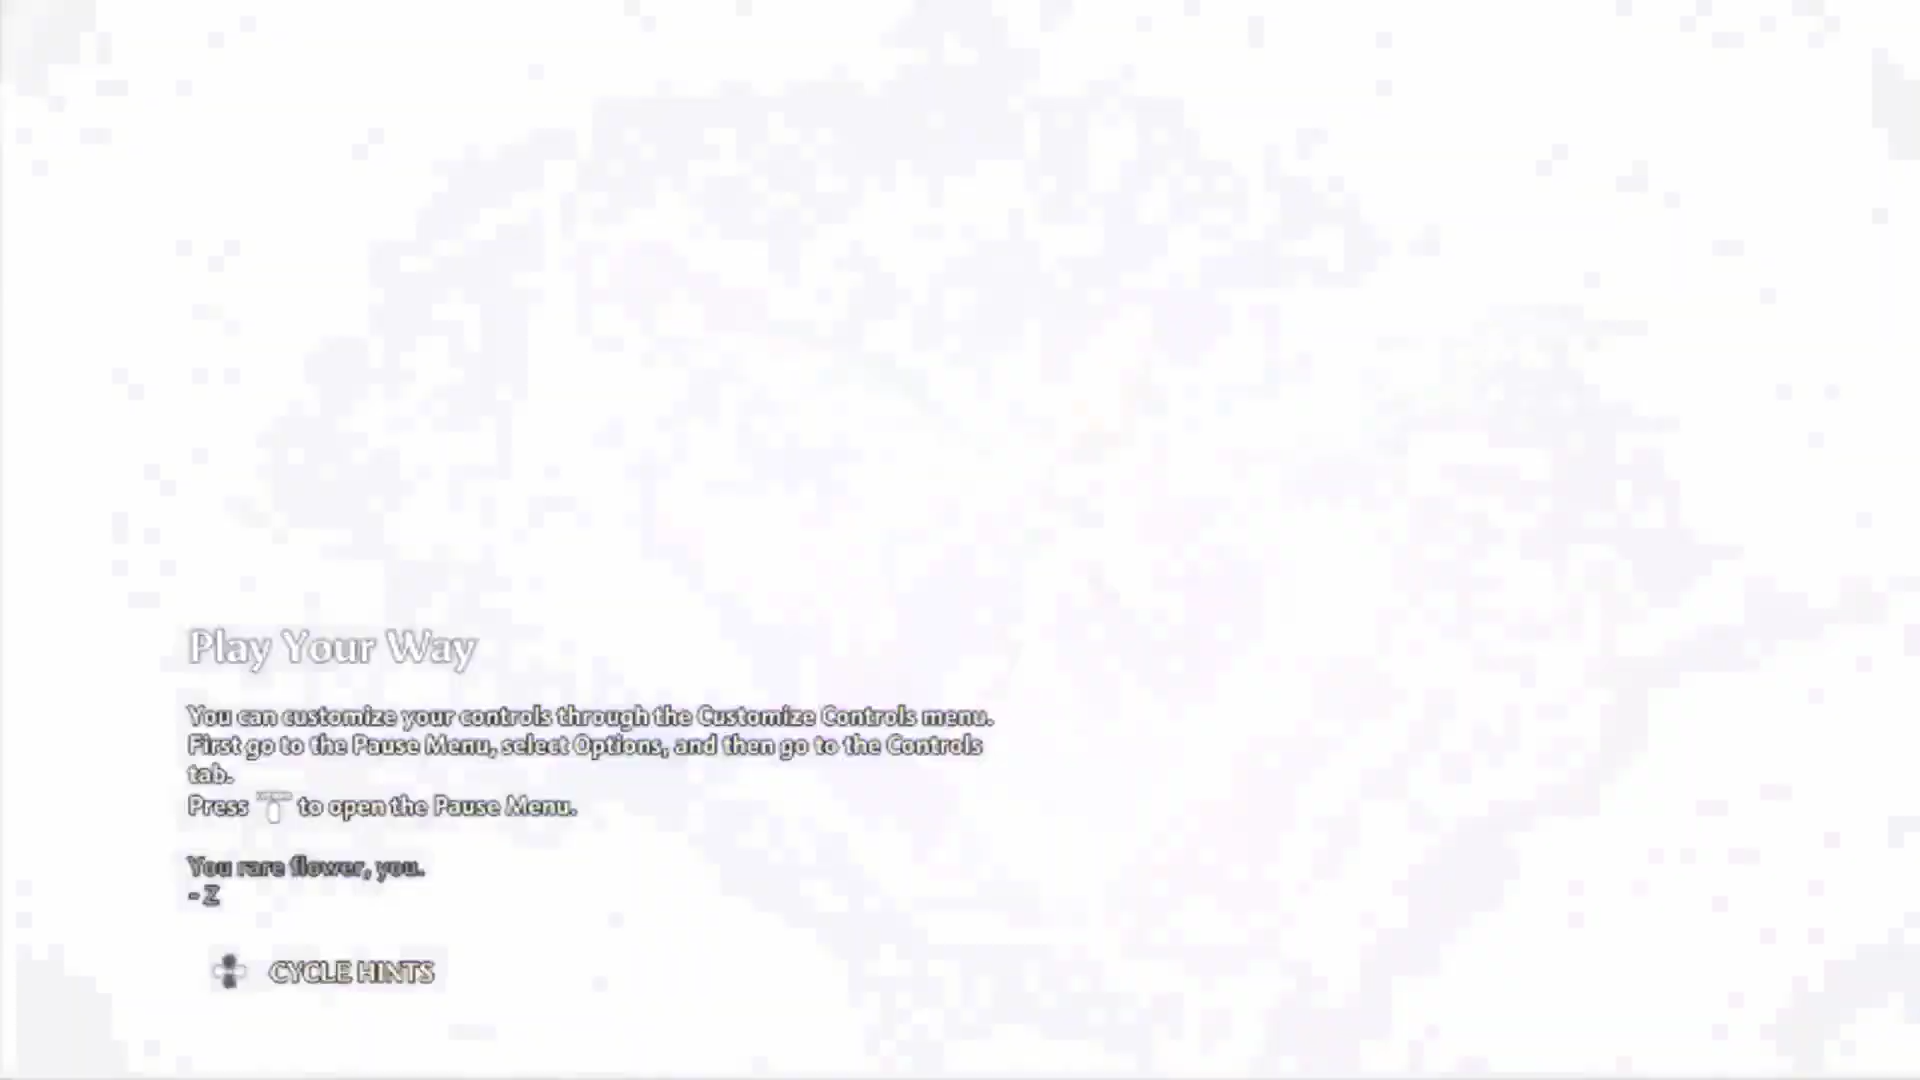 Play Your Way
You can customize your controls through the Customize Controls menu.
First go to the Pause Menu, select Options, and then go to the Controls
tab.
Press to open the Pause Menu.
You rare flower, you.
- Z
CYCLE HINTS